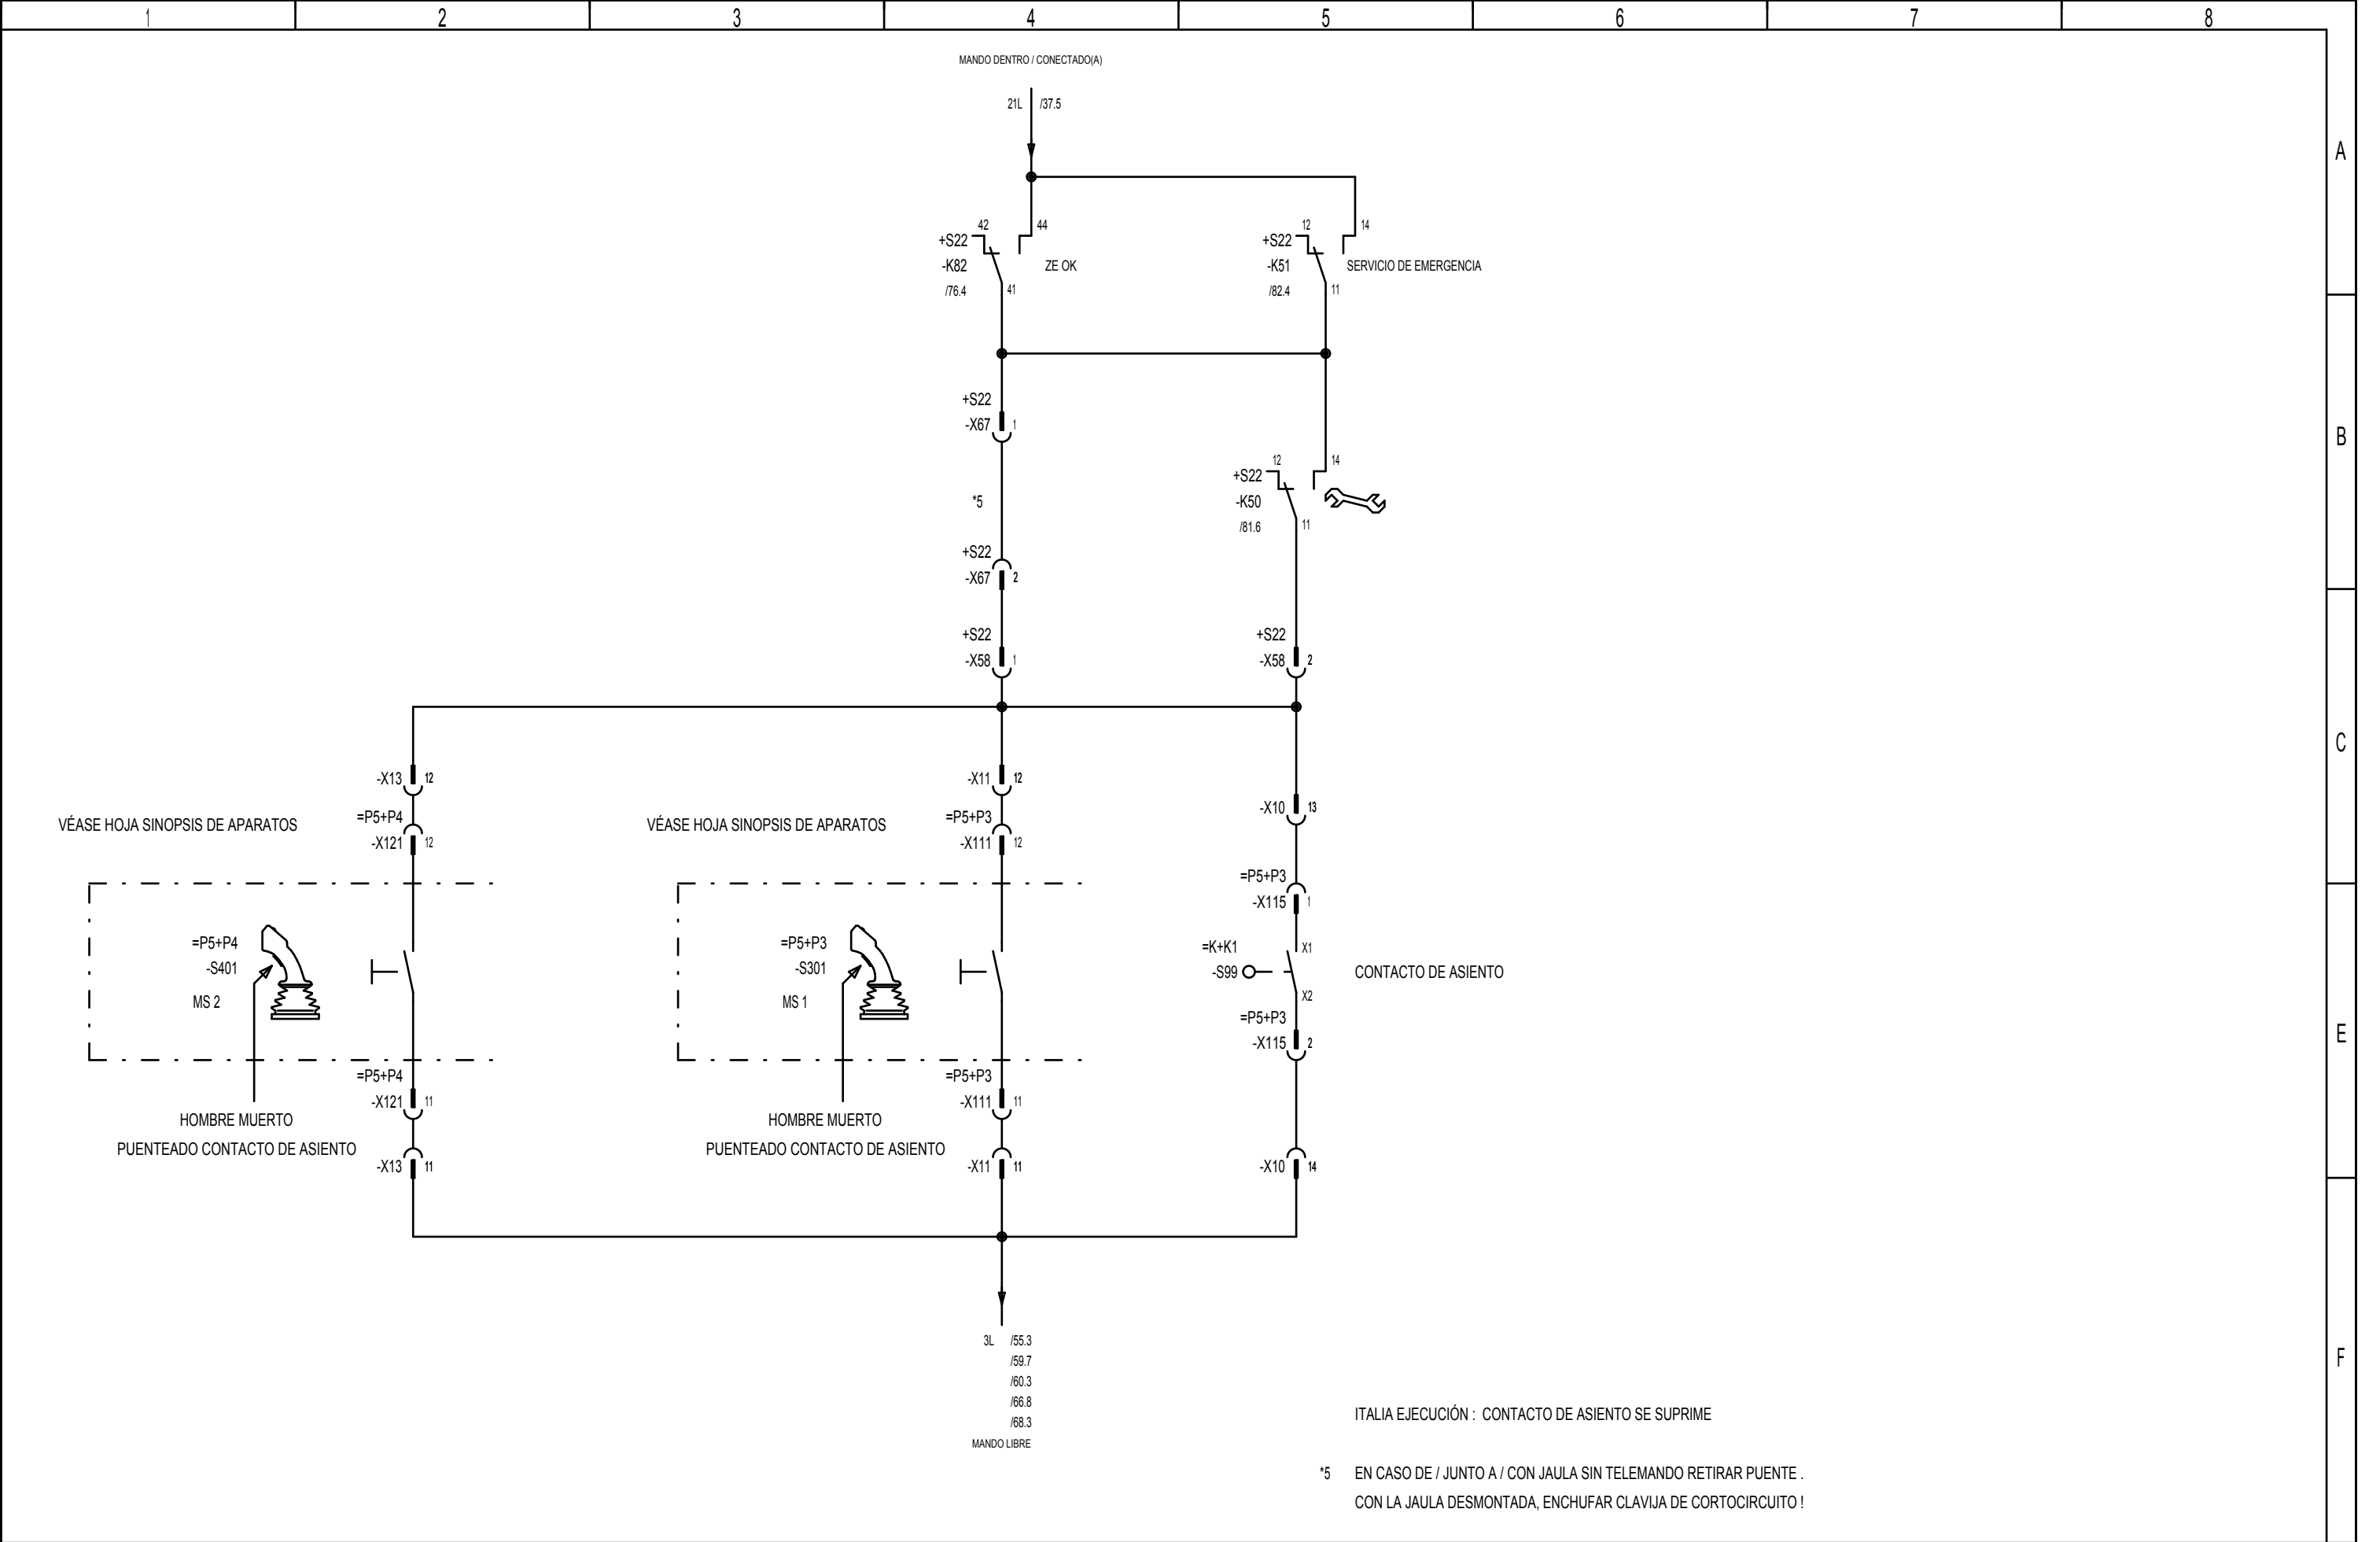 1 2 3 4 5 6 7 8
MANDO DENTRO / CONECTADO(A)
21L /37.5
A
42 44
+S22
-K82 ZE OK
/76.4 41
12 14
+S22
-K51 SERVICIO DE EMERGENCIA
/82.4 11
+S22
-X67 1
B
12 14
+S22
-K50
/81.6 11
*5
+S22
-X67 2
+S22
-X58 1
+S22
-X58 2
C
-X13 12
-X11 12
-X10 13
VÉASE HOJA SINOPSIS DE APARATOS
=P5+P4
-X121 12
VÉASE HOJA SINOPSIS DE APARATOS
=P5+P3
-X111 12
=P5+P3
-X115 1
=P5+P4
-S401
MS 2
=P5+P3
-S301
MS 1
=K+K1 X1
-S99 CONTACTO DE ASIENTO
X2
=P5+P3
-X115 2
E
=P5+P4
-X121 11
=P5+P3
-X111 11
HOMBRE MUERTO
PUENTEADO CONTACTO DE ASIENTO
-X13 11
HOMBRE MUERTO
PUENTEADO CONTACTO DE ASIENTO
-X11 11
-X10 14
3L /55.3
/59.7
/60.3
/66.8
/68.3
MANDO LIBRE
F
ITALIA EJECUCIÓN : CONTACTO DE ASIENTO SE SUPRIME
*5 EN CASO DE / JUNTO A / CON JAULA SIN TELEMANDO RETIRAR PUENTE .
CON LA JAULA DESMONTADA, ENCHUFAR CLAVIJA DE CORTOCIRCUITO !